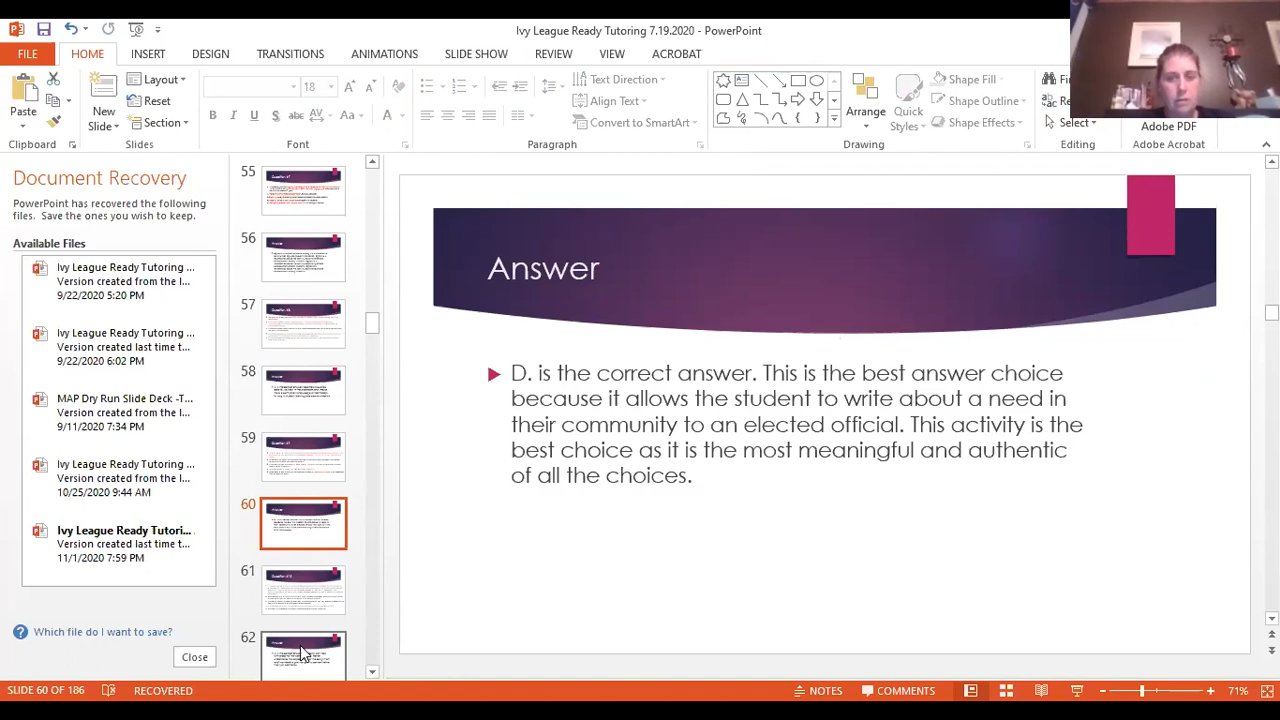 Ivy League Ready Tutoring 7.19.2020 - PowerPoint
FILE HOME INSERT DESIGN TRANSITIONS ANIMATIONS SLIDE SHOW REVIEW VIEW ACROBAT
Paste
Clipboard
New
Slide
Layout
Reset
Section
Slides
18
B I U S abc AV Aa A
Font
Text Direction
Align Text
Convert to SmartArt
Paragraph
Arrange
Quick
Styles
Shape Fill
Shape Outline
Shape Effects
Drawing
Select
Editing
Adobe PDF
Adobe Acrobat
Document Recovery
PowerPoint has recovered the following
files. Save the ones you wish to keep.
Available Files
Ivy League Ready Tutoring ...
Version created from the l...
9/22/2020 5:20 PM
Ivy League Ready Tutoring ...
Version created last time t...
9/22/2020 6:02 PM
MAP Dry Run Slide Deck -T...
Version created from the l...
9/11/2020 7:34 PM
Ivy League Ready Tutoring ...
Version created last time t...
10/25/2020 9:44 AM
Ivy League Ready Tutori...
Version created last time t...
11/1/2020 7:59 PM
Which file do I want to save?
Close
55
56
57
58
59
60
61
62
Answer
D. is the correct answer. This is the best answer choice
because it allows the student to write about a need in
their community to an elected official. This activity is the
best choice as it is the most meaningful and authentic
of all the choices.
SLIDE 60 OF 186 RECOVERED NOTES COMMENTS 71%